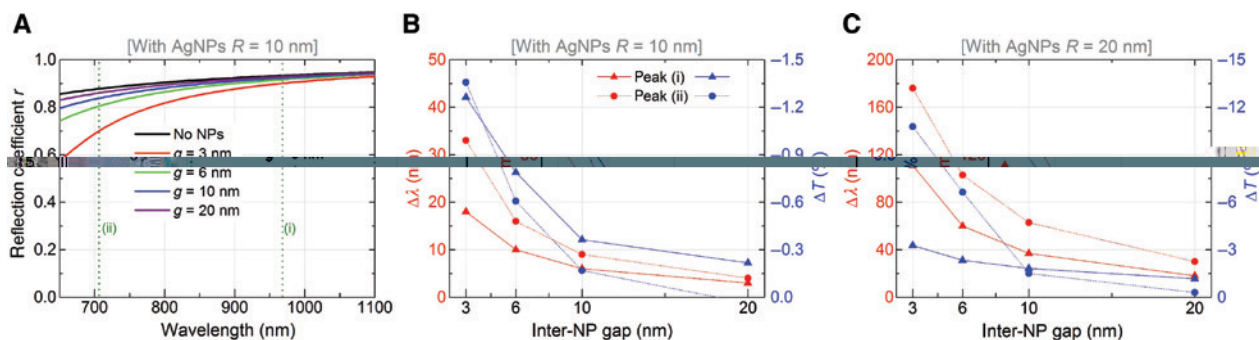 A
[With AgNPs R = 10 nm]
Reflection coefficient r
1.0
0.8
0.6
0.4
0.2
0.0
No NPs
g = 3 nm
g = 6 nm
g = 10 nm
g = 20 nm
(ii)
(i)
700 800 900 1000 1100
Wavelength (nm)
B
[With AgNPs R = 10 nm]
Δλ (nm)
50
40
20
10
0
Peak (i)
Peak (ii)
−1.5
−1.2
−0.9
−0.6
−0.3
0.0
ΔT (%)
3 6 10 20
Inter-NP gap (nm)
C
[With AgNPs R = 20 nm]
Δλ (nm)
200
160
80
40
0
−15
−12
−6
−3
0
ΔT (%)
3 6 10 20
Inter-NP gap (nm)